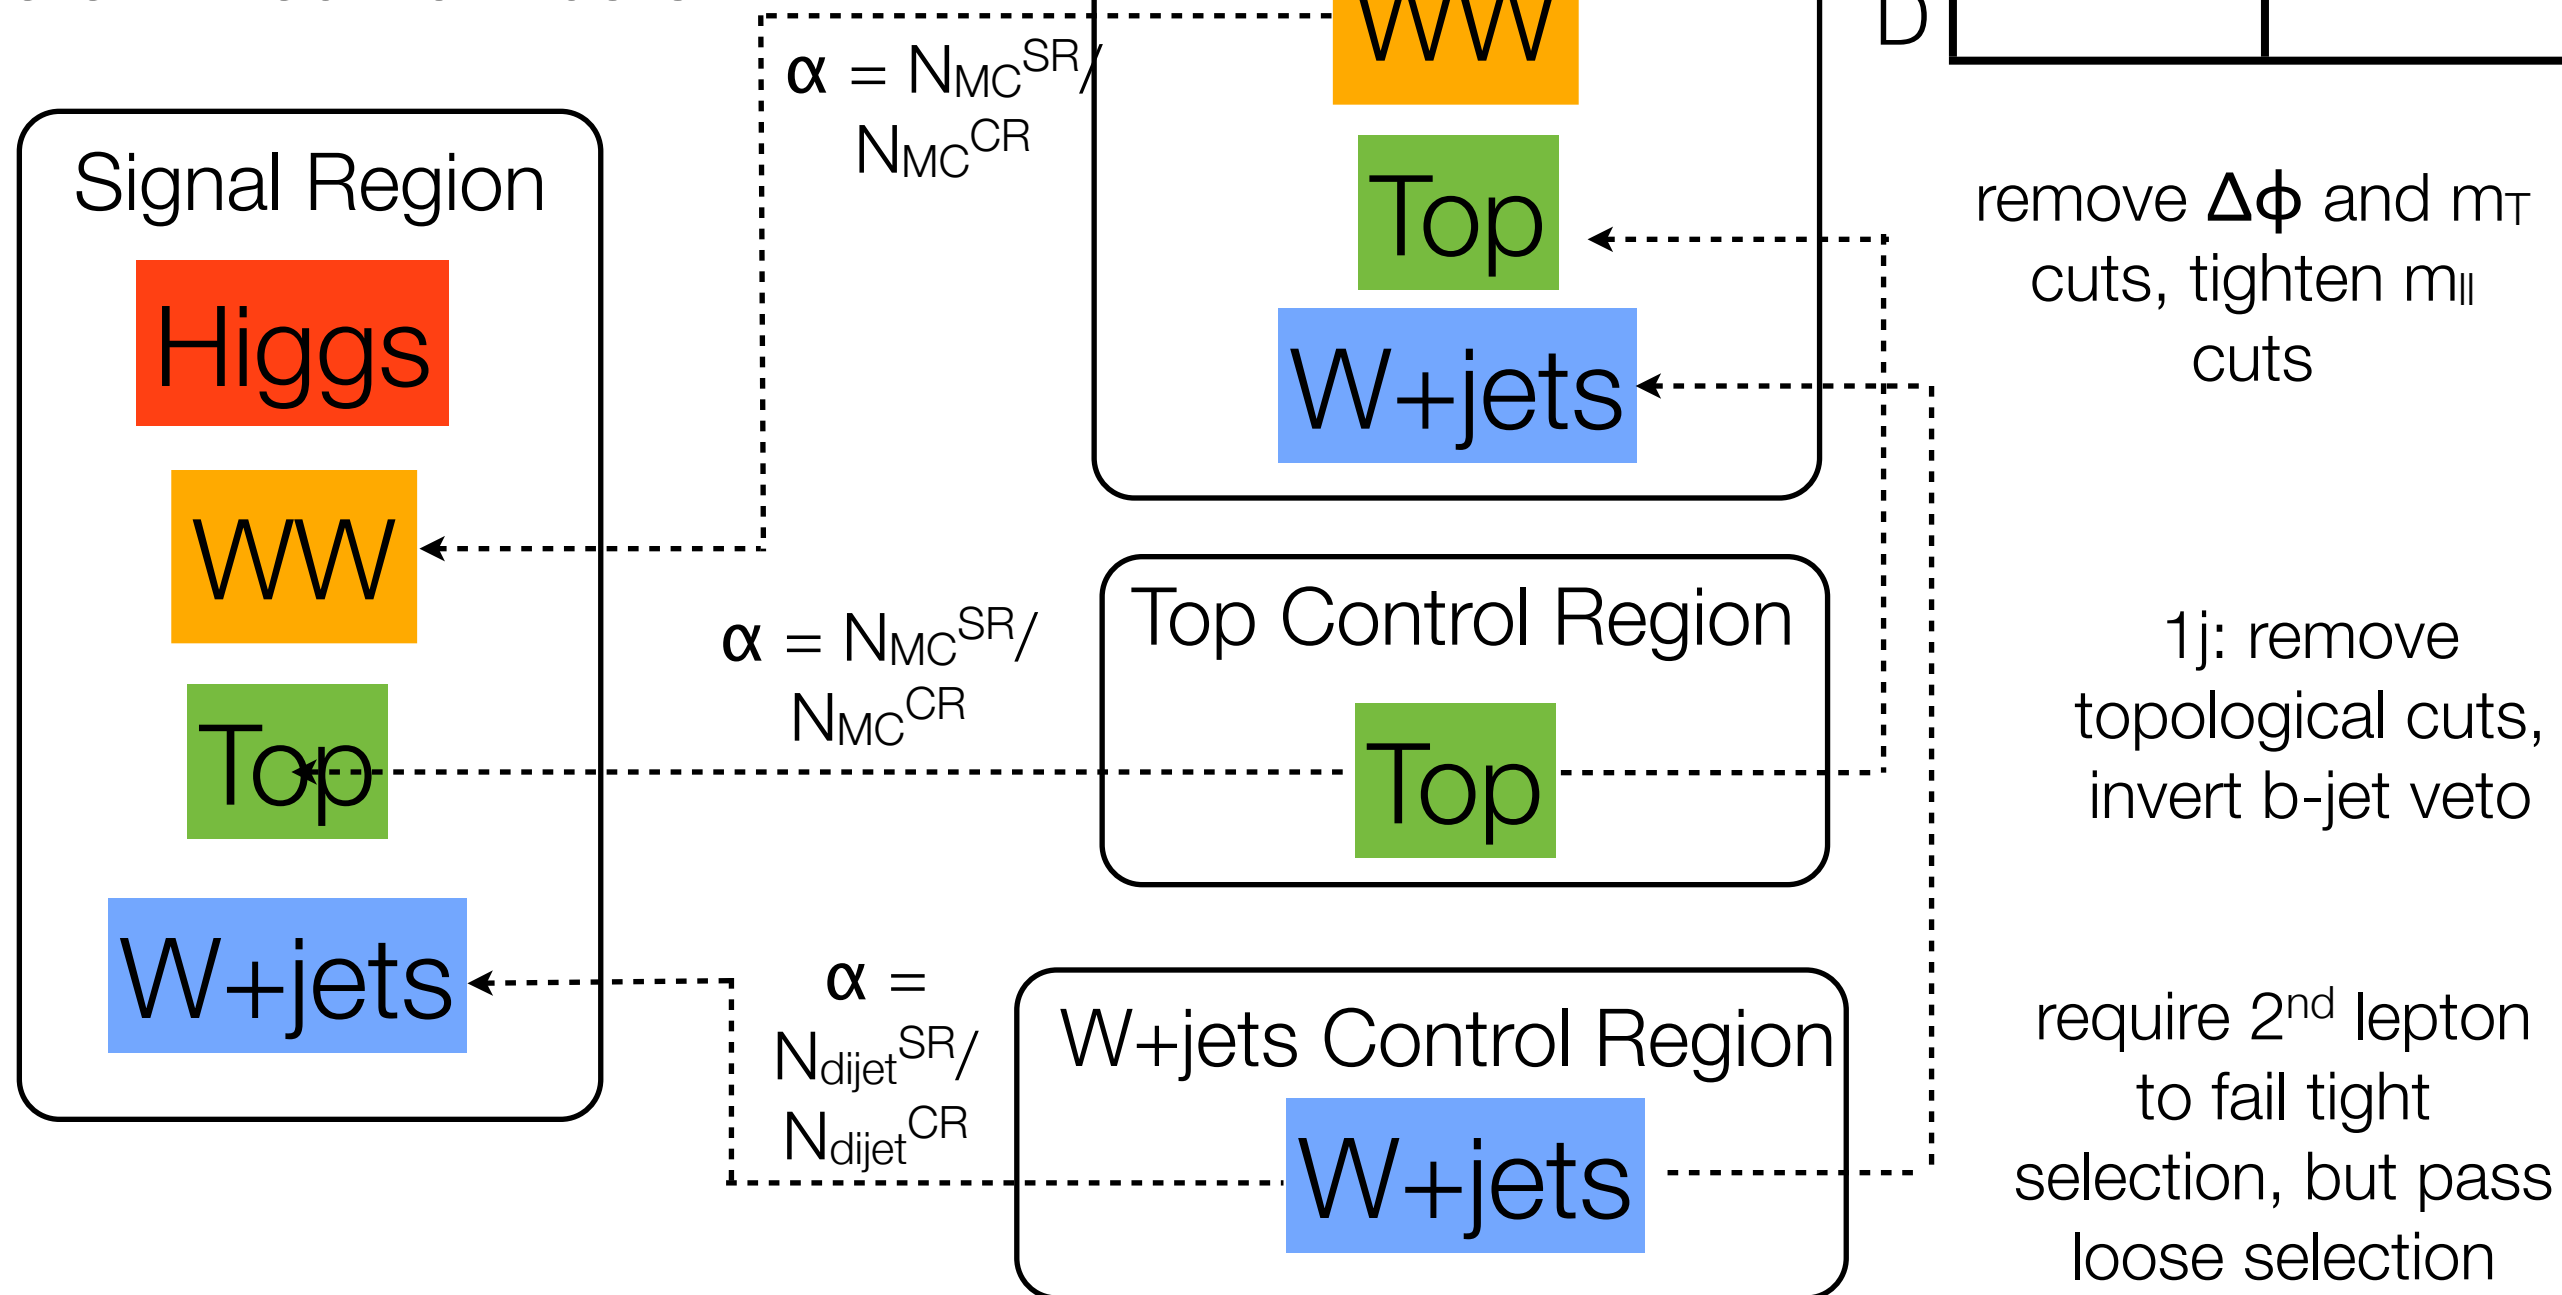 WW
D
α = N_MC^SR/
N_MC^CR
Signal Region
Higgs
WW
Top
W+jets
Top
W+jets
remove Δϕ and m_T
cuts, tighten m_ll
cuts
α = N_MC^SR/
N_MC^CR
Top Control Region
Top
1j: remove
topological cuts,
invert b-jet veto
α =
N_dijet^SR/
N_dijet^CR
W+jets Control Region
W+jets
require 2nd lepton
to fail tight
selection, but pass
loose selection